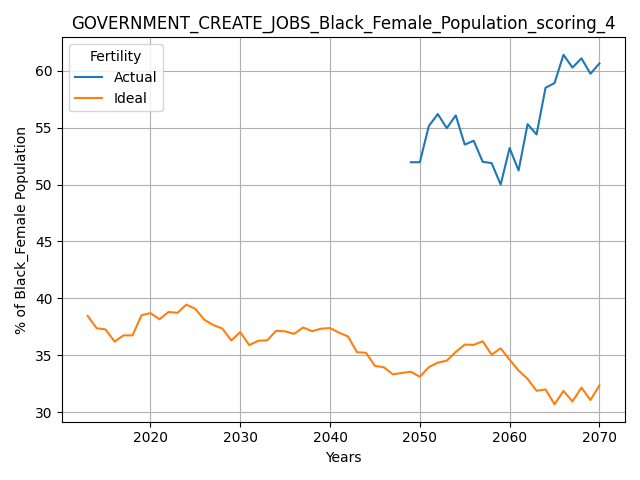 GOVERNMENT_CREATE_JOBS_Black_Female_Population_scoring_4
Fertility
Actual
Ideal
% of Black_Female Population
60
55
50
45
40
35
30
2020 2030 2040 2050 2060 2070
Years